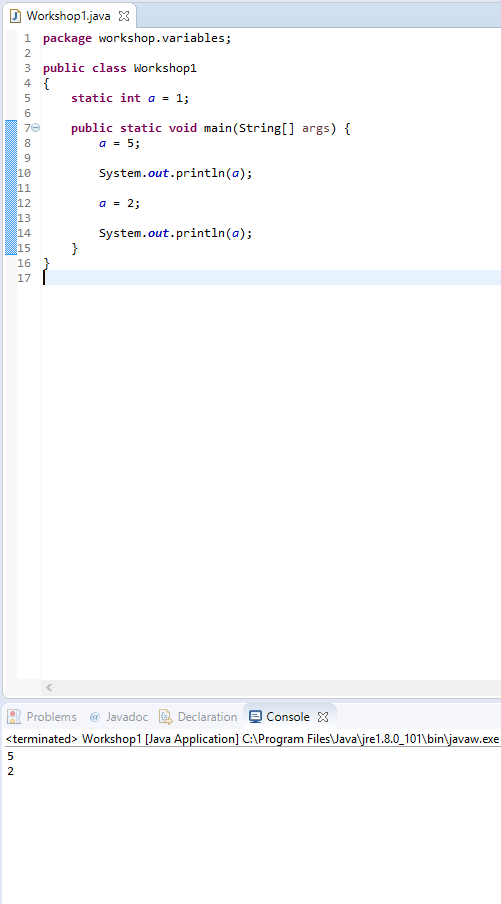 Workshop1.java
1 package workshop.variables;
2
3 public class Workshop1
4 {
5     static int a = 1;
6
7     public static void main(String[] args) {
8         a = 5;
9
10         System.out.println(a);
11
12         a = 2;
13
14         System.out.println(a);
15     }
16 }
17
Problems @ Javadoc Declaration Console
<terminated> Workshop1 [Java Application] C:\Program Files\Java\jre1.8.0_101\bin\javaw.exe
5
2